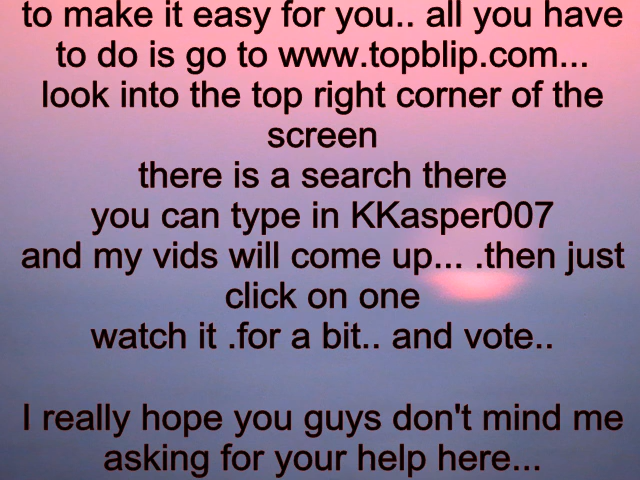 to make it easy for you.. all you have
to do is go to www.topblip.com...
look into the top right corner of the
screen
there is a search there
you can type in KKasper007
and my vids will come up... .then just
click on one
watch it .for a bit.. and vote..
I really hope you guys don't mind me
asking for your help here...